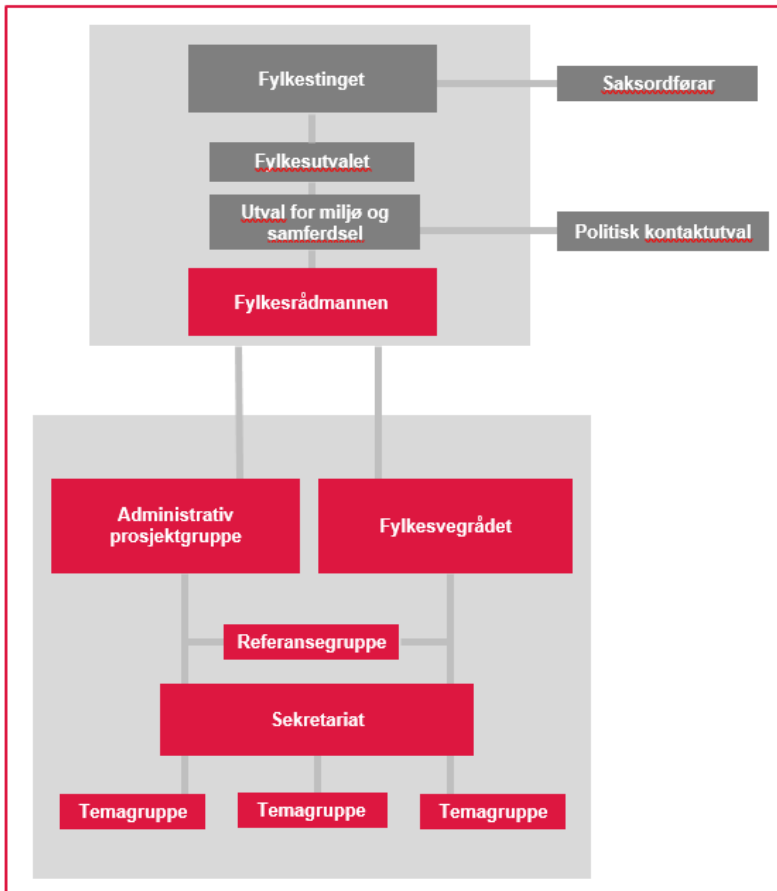 Fylkestinget
Saksordførar
Fylkesutvalet
Utval for miljø og
samferdsel
Politisk kontaktutval
Fylkesrådmannen
Administrativ
prosjektgruppe
Fylkesvegrådet
Referansegruppe
Sekretariat
Temagruppe
Temagruppe
Temagruppe